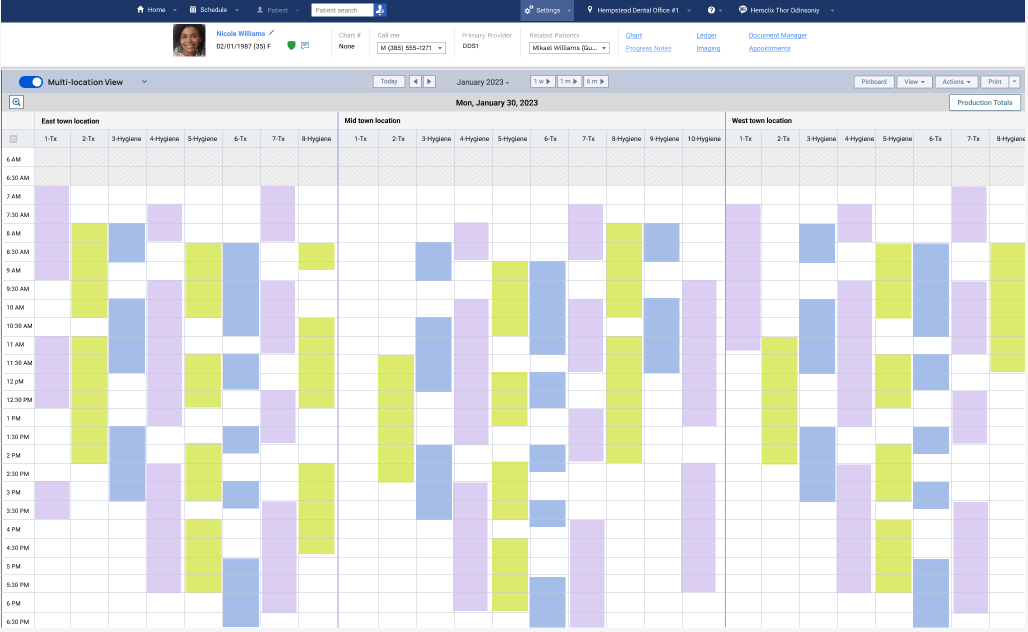 Home Schedule Patient Patient search Settings Hempstead Dental Office #1 ? Heroclix Thor Odinsoniy
Nicole Williams
02/01/1987 (35) F
Chart #
None
Call me
M (385) 555-1271
Primary Provider
DDS1
Related Patients
Mikael Williams (Gu...
Chart Ledger Document Manager
Progress Notes Imaging Appointments
Multi-location View Today January 2023 1 w 1 m 6 m Pinboard View Actions Print
Mon, January 30, 2023 Production Totals
East town location Mid town location West town location
1-Tx 2-Tx 3-Hygiene 4-Hygiene 5-Hygiene 6-Tx 7-Tx 8-Hygiene 1-Tx 2-Tx 3-Hygiene 4-Hygiene 5-Hygiene 6-Tx 7-Tx 8-Hygiene 9-Hygiene 10-Hygiene 1-Tx 2-Tx 3-Hygiene 4-Hygiene 5-Hygiene 6-Tx 7-Tx 8-Hygiene
6 AM
6:30 AM
7 AM
7:30 AM
8 AM
8:30 AM
9 AM
9:30 AM
10 AM
10:30 AM
11 AM
11:30 AM
12 pM
12:30 PM
1 PM
1:30 PM
2 PM
2:30 PM
3 PM
3:30 PM
4 PM
4:30 PM
5 PM
5:30 PM
6 PM
6:30 PM